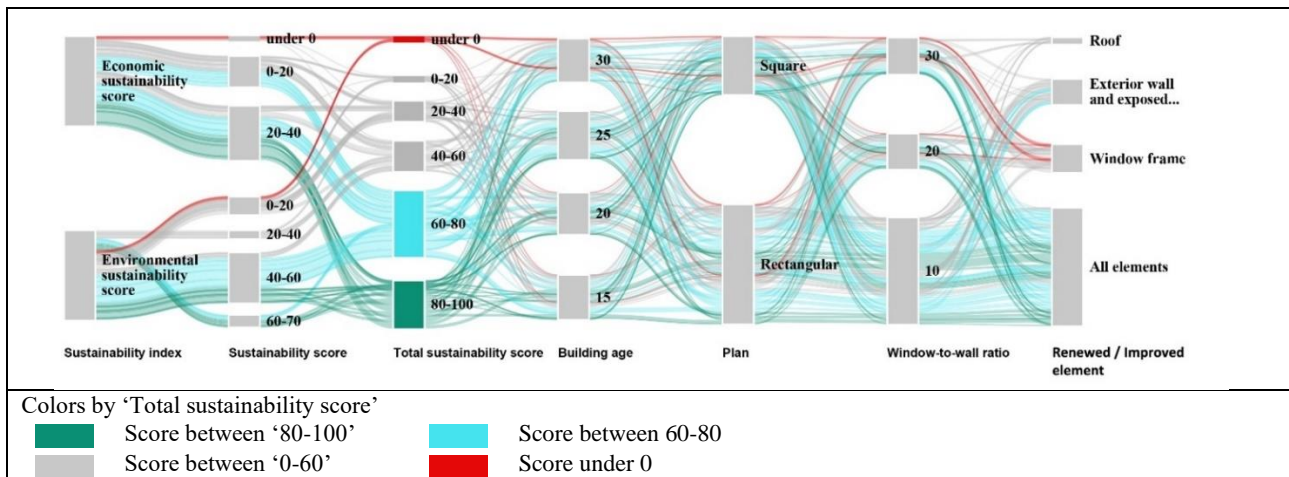 Economic
sustainability
score
Environmental
sustainability
score
Sustainability index
under 0
0-20
20-40
0-20
20-40
40-60
60-70
Sustainability score
under 0
0-20
20-40
40-60
60-80
80-100
Total sustainability score
30
25
20
15
Building age
Square
Rectangular
Plan
30
20
10
Window-to-wall ratio
Roof
Exterior wall
and exposed...
Window frame
All elements
Renewed / Improved
element
Colors by ‘Total sustainability score’
Score between ‘80-100’
Score between 60-80
Score between ‘0-60’
Score under 0